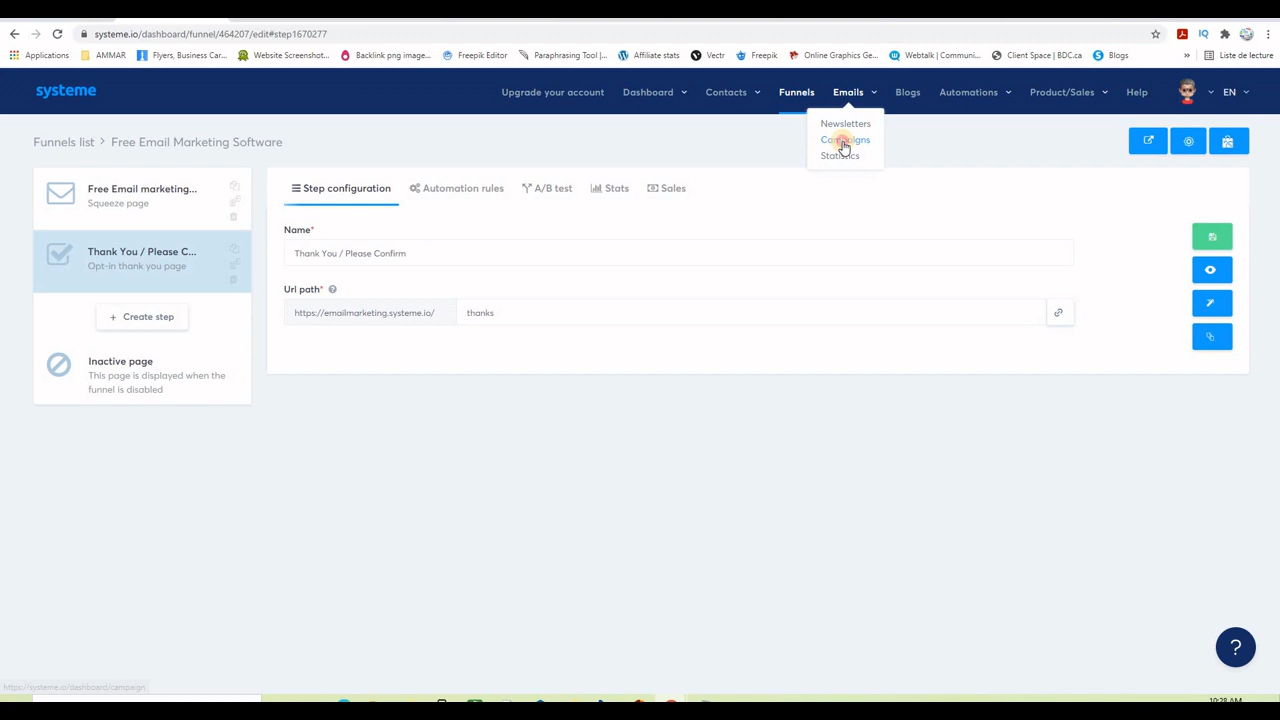 systeme.io/dashboard/funnel/464207/edit#step1670277
Applications AMMAR Flyers, Business Car... Website Screenshot... Backlink png image... Freepik Editor Paraphrasing Tool |... Affiliate stats Vectr Freepik Online Graphics Ge... Webtalk | Communi... Client Space | BDC.ca Blogs » Liste de lecture
systeme Upgrade your account Dashboard Contacts Funnels Emails Blogs Automations Product/Sales Help EN
Newsletters
Campaigns
Statistics
Funnels list > Free Email Marketing Software
Free Email marketing...
Squeeze page
Thank You / Please C...
Opt-in thank you page
+ Create step
Inactive page
This page is displayed when the
funnel is disabled
Step configuration Automation rules A/B test Stats Sales
Name*
Thank You / Please Confirm
Url path* ?
https://emailmarketing.systeme.io/ thanks
?
https://systeme.io/dashboard/campaign
10:28 AM